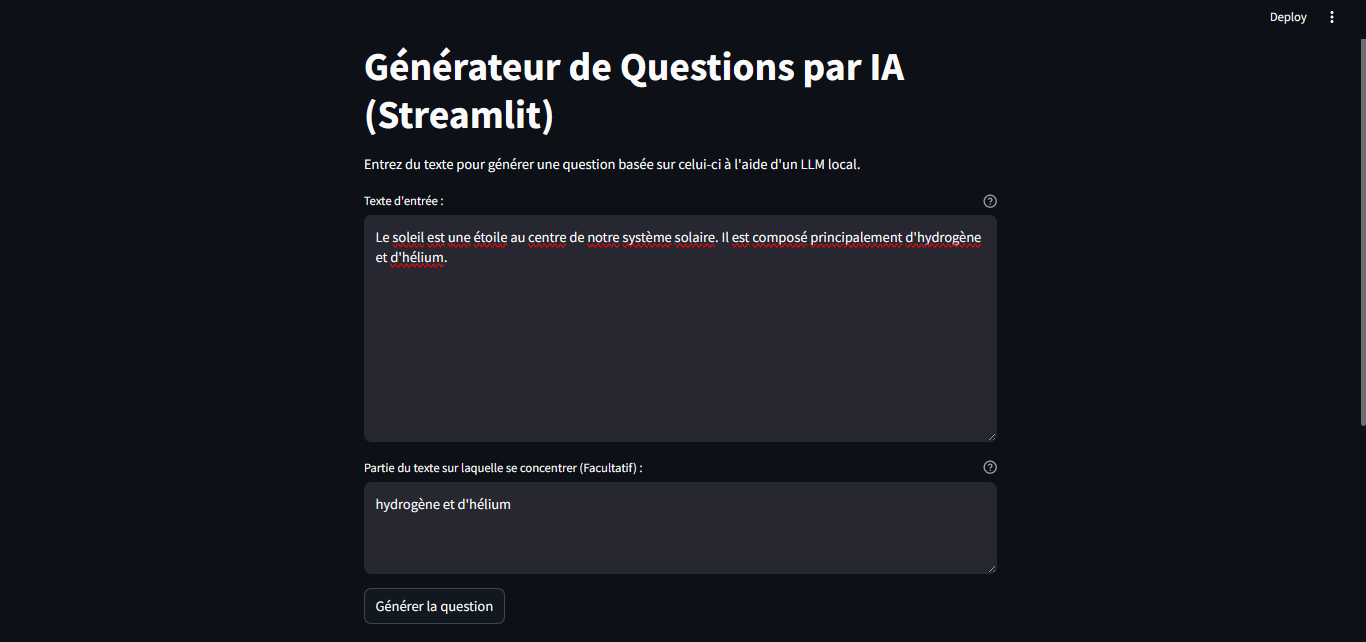 Deploy
Générateur de Questions par IA
(Streamlit)
Entrez du texte pour générer une question basée sur celui-ci à l'aide d'un LLM local.
Texte d'entrée :
Le soleil est une étoile au centre de notre système solaire. Il est composé principalement d'hydrogène
et d'hélium.
Partie du texte sur laquelle se concentrer (Facultatif) :
hydrogène et d'hélium
Générer la question